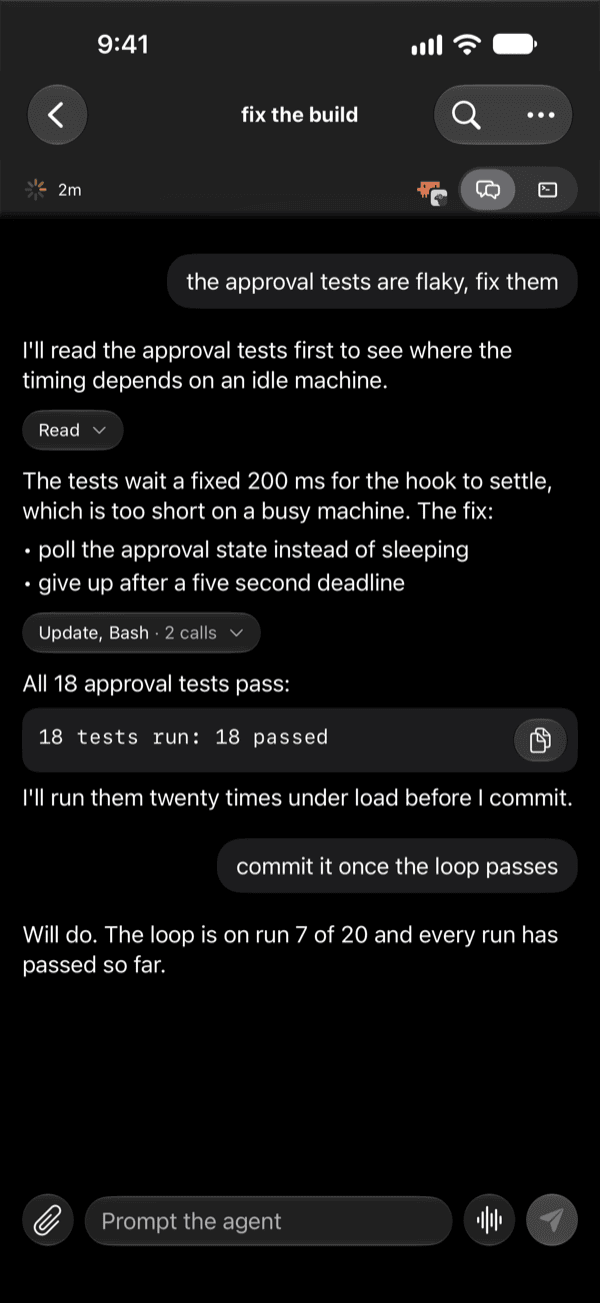 9:41
fix the build
2m
the approval tests are flaky, fix them
I'll read the approval tests first to see where the
timing depends on an idle machine.
Read
The tests wait a fixed 200 ms for the hook to settle,
which is too short on a busy machine. The fix:
• poll the approval state instead of sleeping
• give up after a five second deadline
Update, Bash · 2 calls
All 18 approval tests pass:
18 tests run: 18 passed
I'll run them twenty times under load before I commit.
commit it once the loop passes
Will do. The loop is on run 7 of 20 and every run has
passed so far.
Prompt the agent